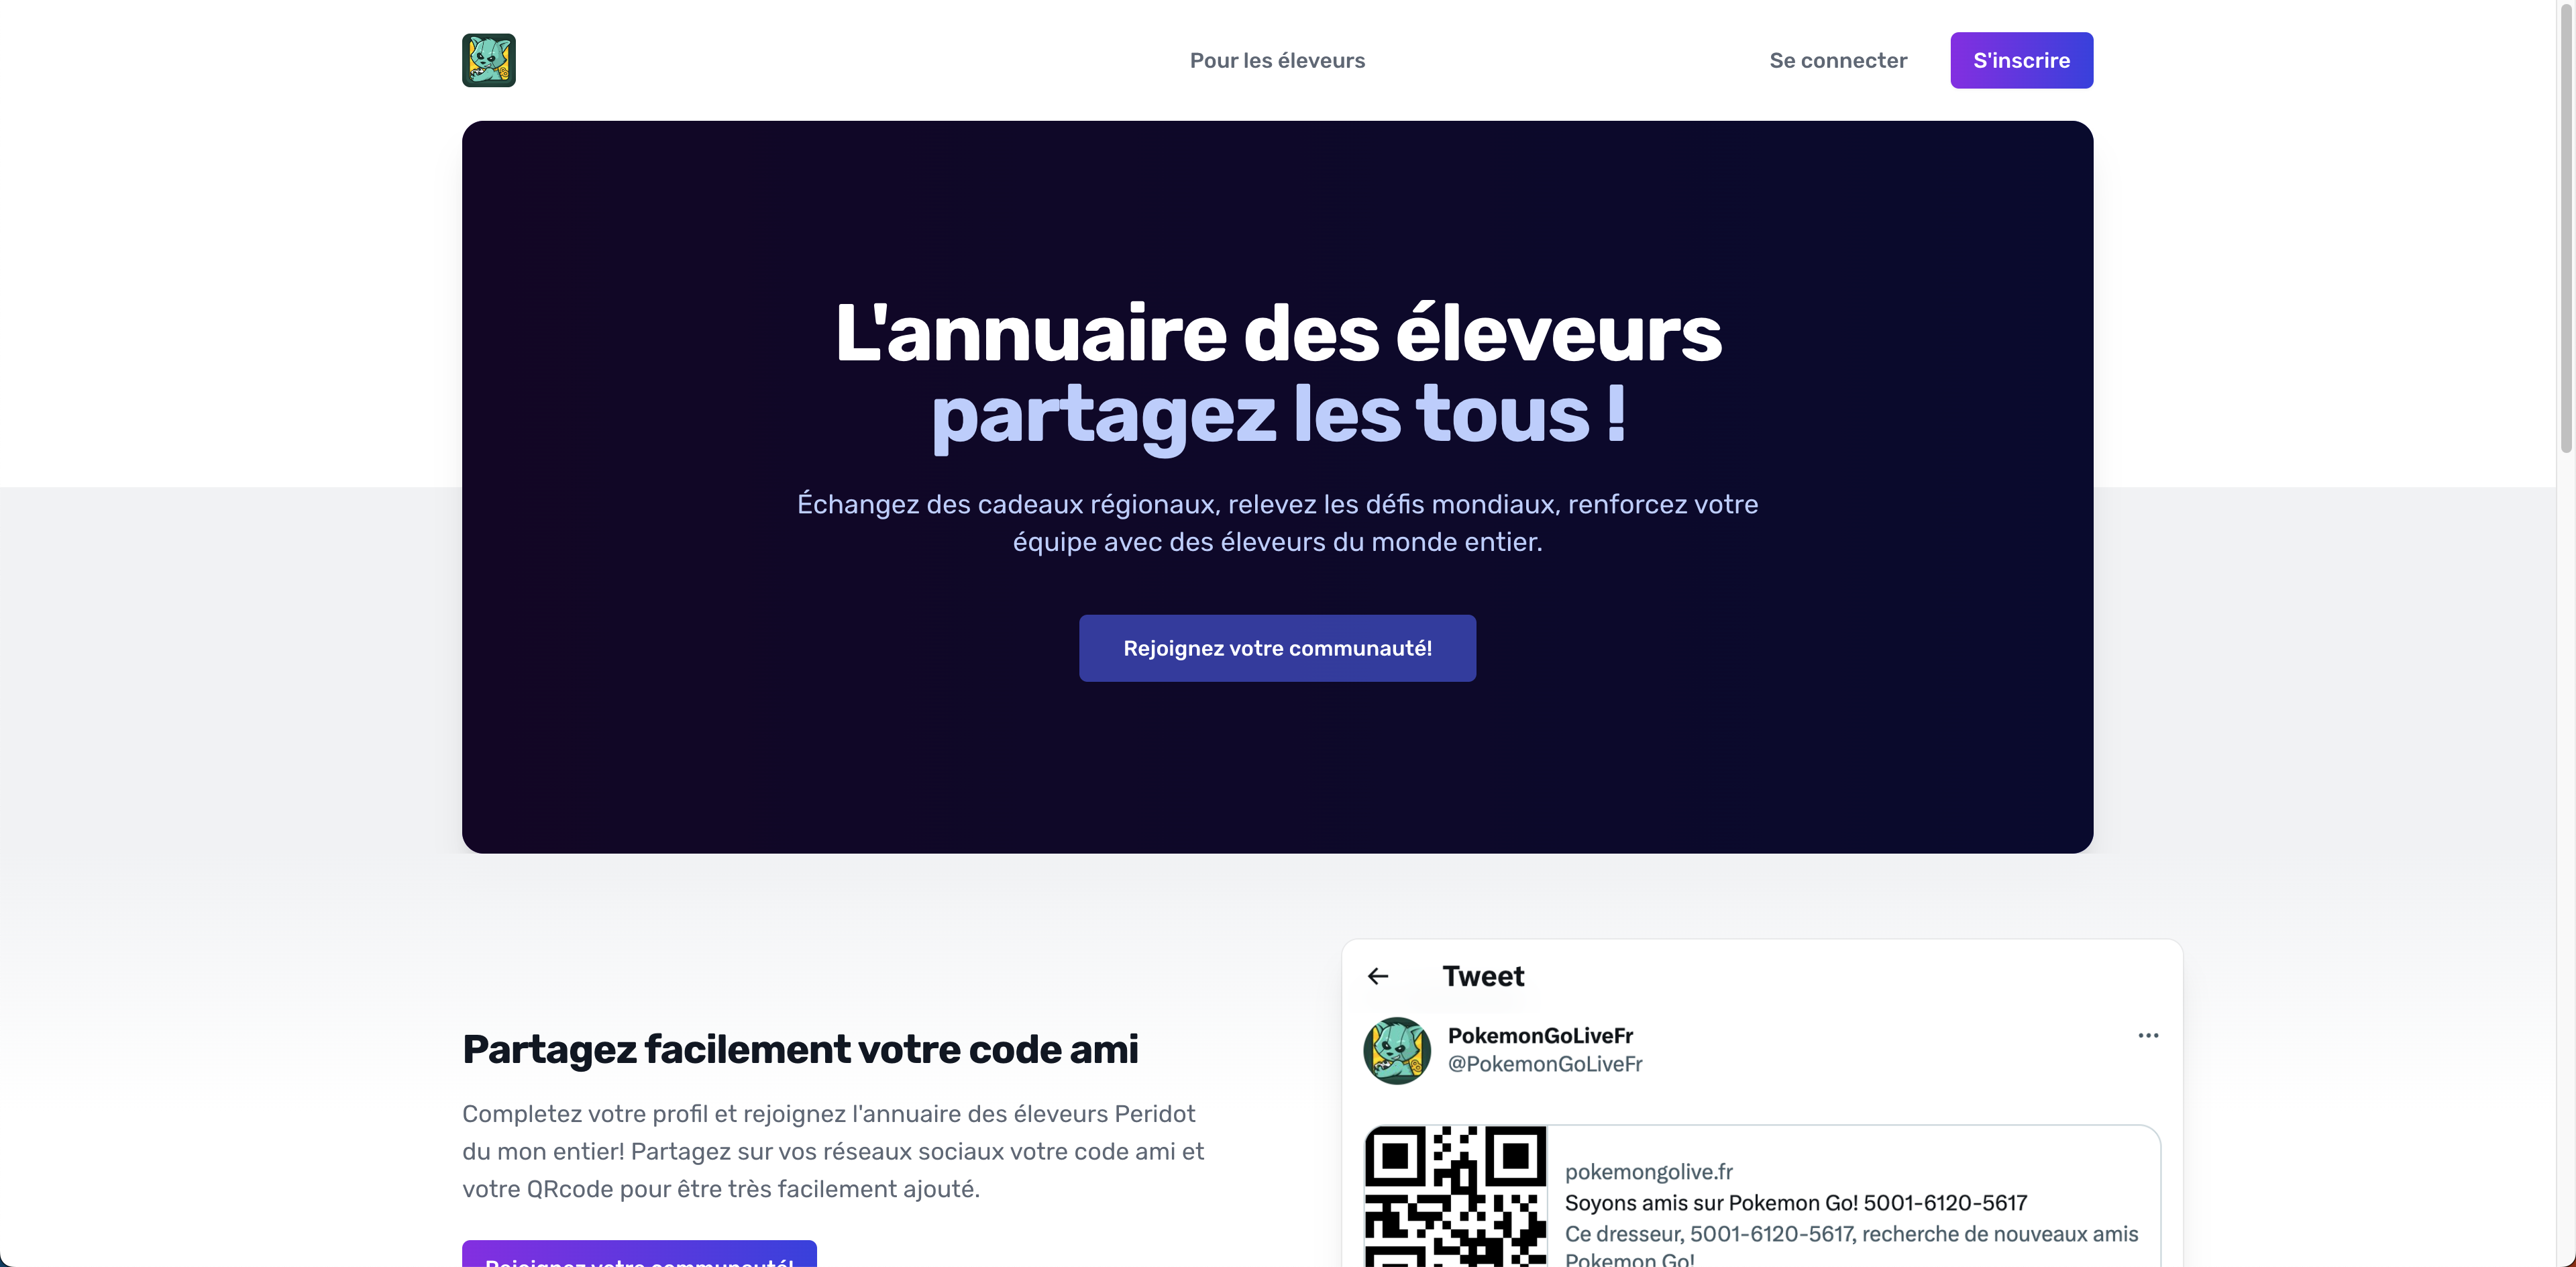 Pour les éleveurs
Se connecter
S'inscrire
L'annuaire des éleveurs
partagez les tous !
Échangez des cadeaux régionaux, relevez les défis mondiaux, renforcez votre
équipe avec des éleveurs du monde entier.
Rejoignez votre communauté!
Partagez facilement votre code ami
Completez votre profil et rejoignez l'annuaire des éleveurs Peridot
du mon entier! Partagez sur vos réseaux sociaux votre code ami et
votre QRcode pour être très facilement ajouté.
Rejoignez votre communauté!
Tweet
PokemonGoLiveFr
@PokemonGoLiveFr
pokemongolive.fr
Soyons amis sur Pokemon Go! 5001-6120-5617
Ce dresseur, 5001-6120-5617, recherche de nouveaux amis
Pokemon Go!